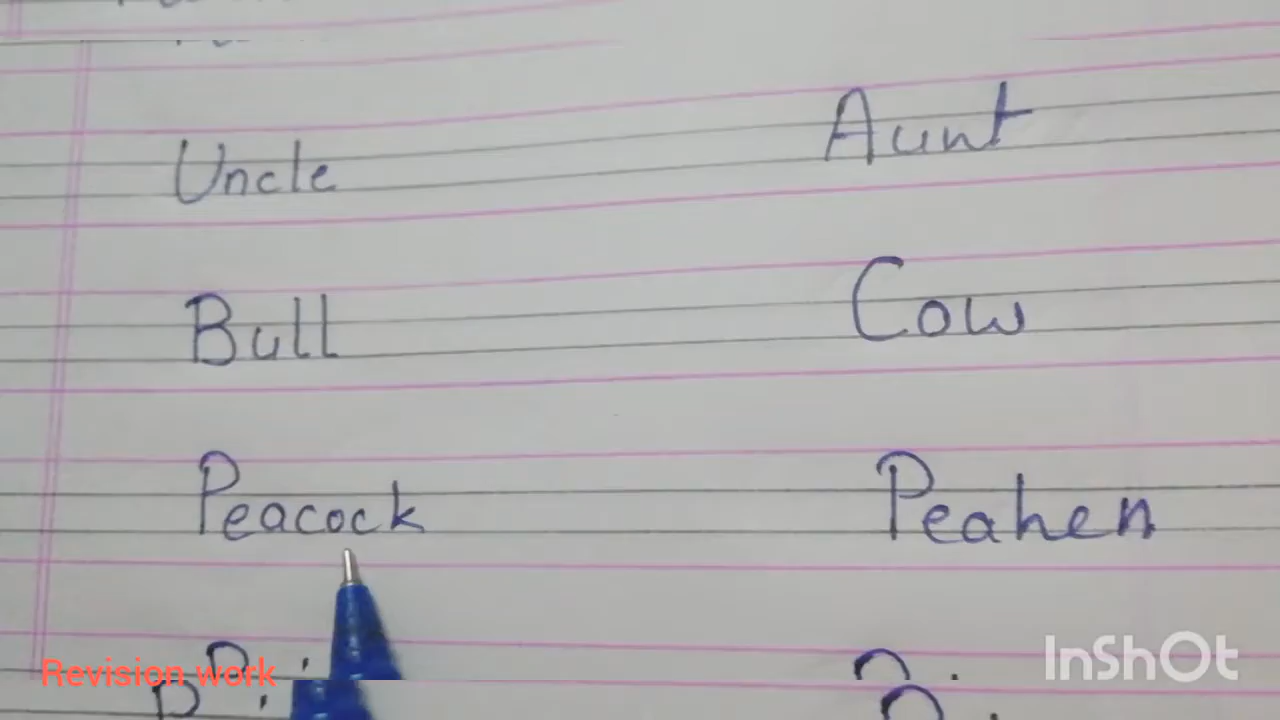 Uncle Aunt
Bull Cow
Peacock Peahen
Revision work
InShOt